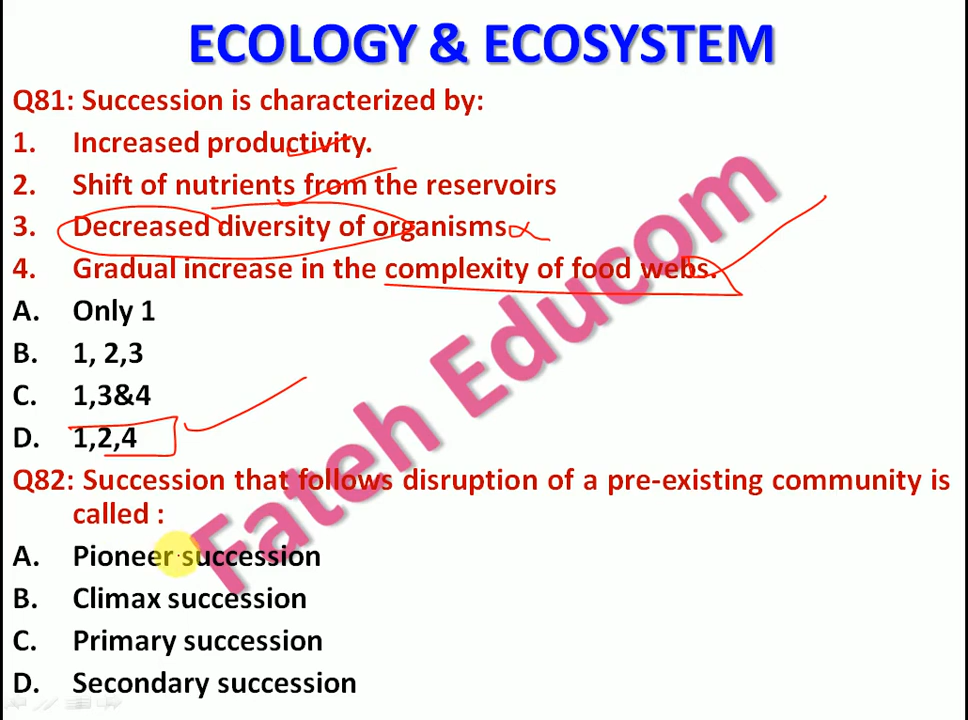 ECOLOGY & ECOSYSTEM
Q81: Succession is characterized by:
1. Increased productivity.
2. Shift of nutrients from the reservoirs
3. Decreased diversity of organisms
4. Gradual increase in the complexity of food webs.
A. Only 1
B. 1, 2,3
C. 1,3&4
D. 1,2,4
Q82: Succession that follows disruption of a pre-existing community is
called :
A. Pioneer succession
B. Climax succession
C. Primary succession
D. Secondary succession
Fateh Educom